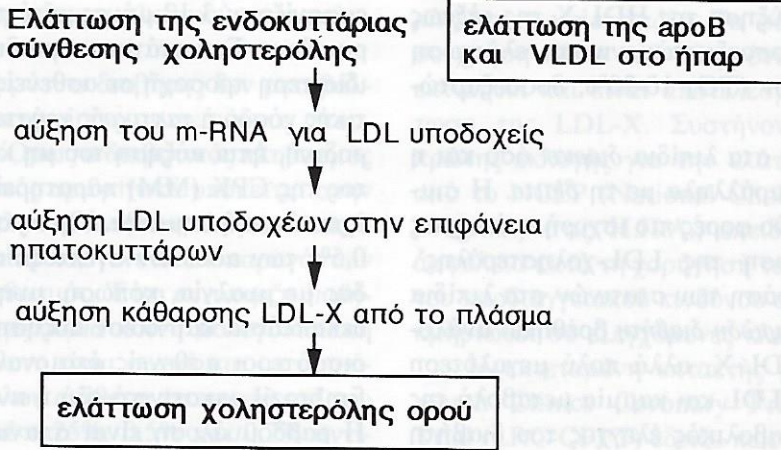 Ελάττωση της ενδοκυττάριας
σύνθεσης χοληστερόλης
ελάττωση της apoB
και VLDL στο ήπαρ
αύξηση του m-RNA για LDL υποδοχείς
αύξηση LDL υποδοχέων στην επιφάνεια
ηπατοκυττάρων
αύξηση κάθαρσης LDL-X από το πλάσμα
ελάττωση χοληστερόλης ορού